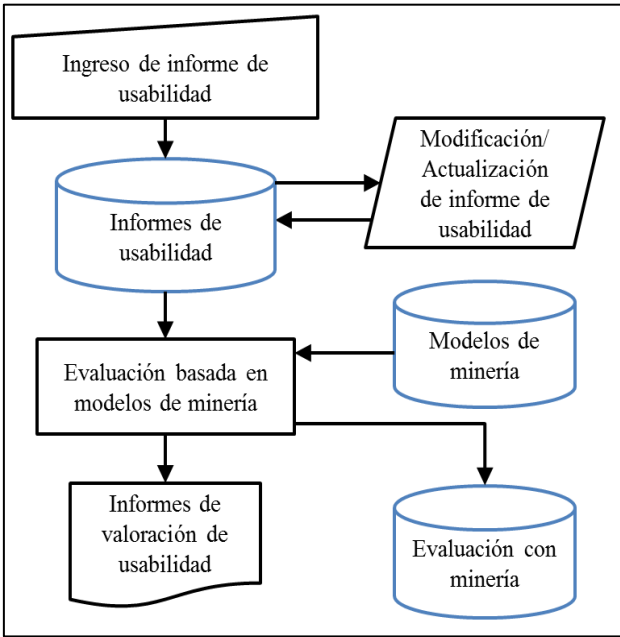 Ingreso de informe de
usabilidad
Modificación/
Actualización
de informe de
usabilidad
Informes de
usabilidad
Modelos de
minería
Evaluación basada en
modelos de minería
Informes de
valoración de
usabilidad
Evaluación con
minería